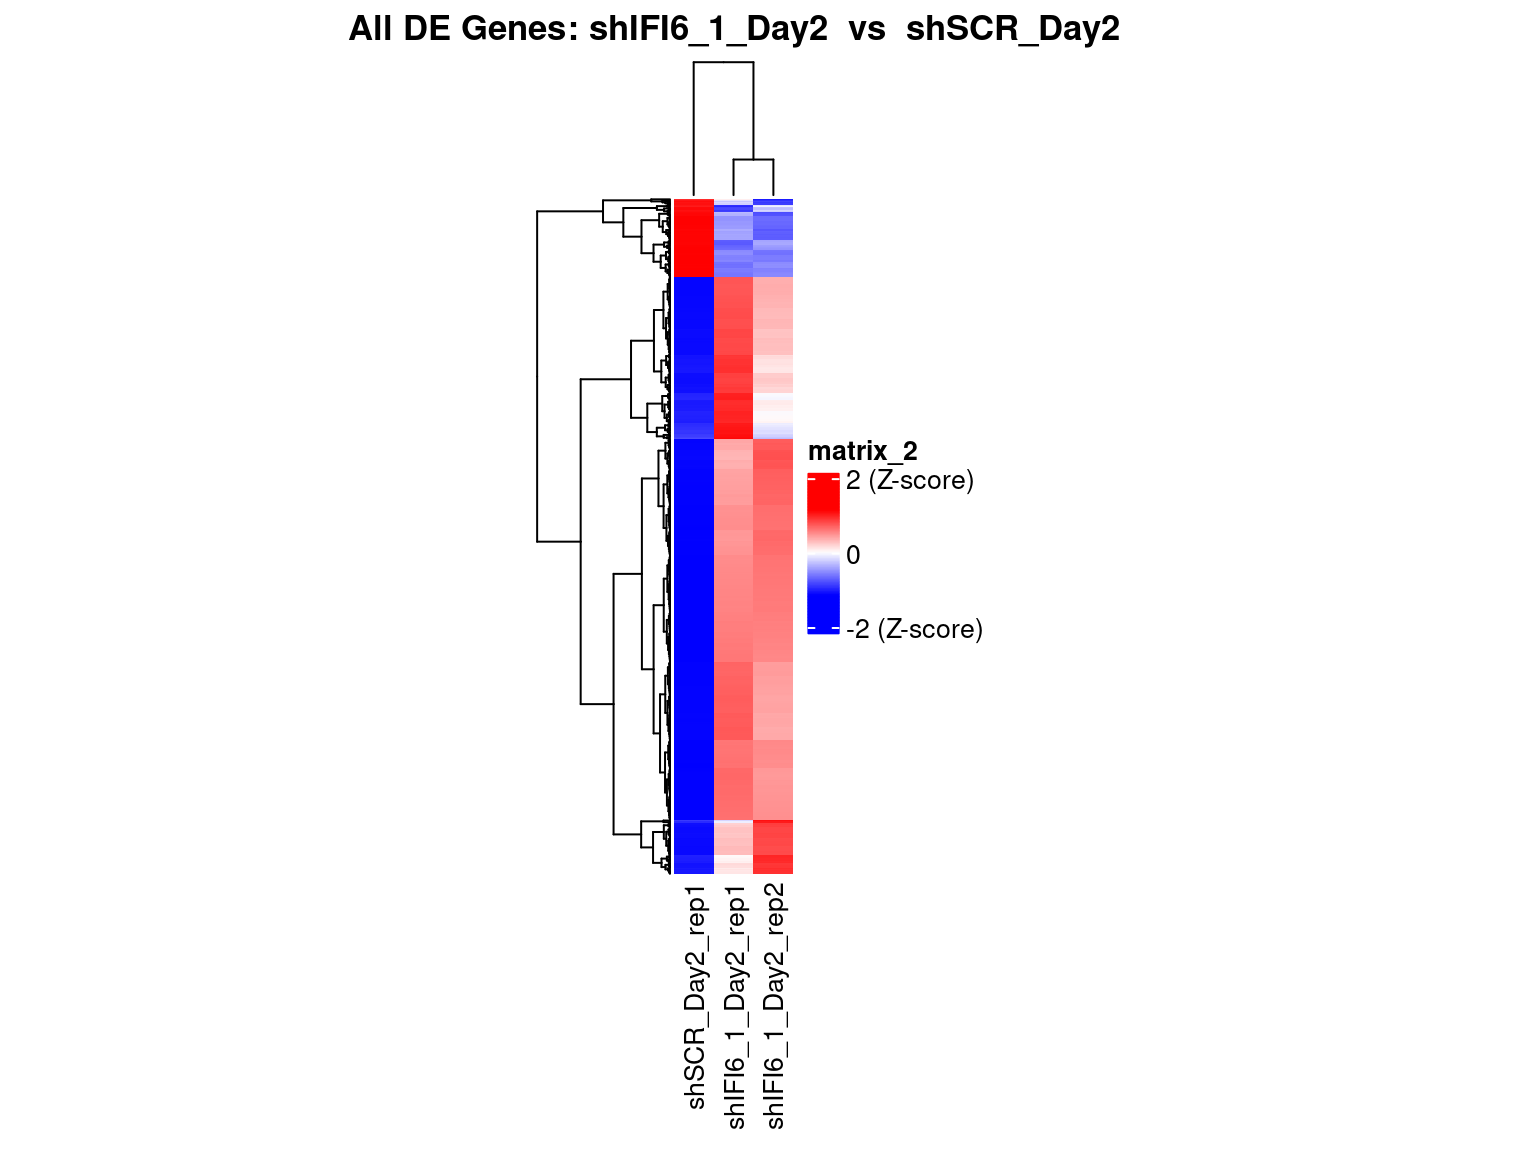 All DE Genes: shIFI6_1_Day2  vs  shSCR_Day2
matrix_2
2 (Z-score)
0
-2 (Z-score)
shSCR_Day2_rep1
shIFI6_1_Day2_rep1
shIFI6_1_Day2_rep2